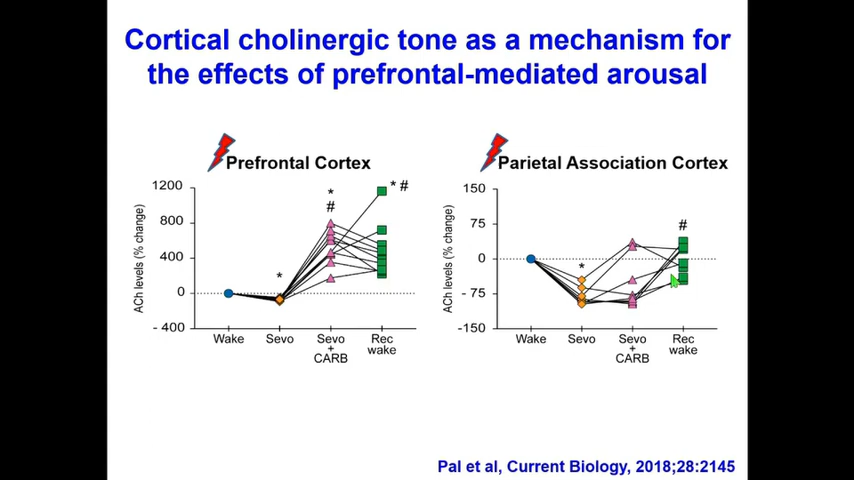 Cortical cholinergic tone as a mechanism for
the effects of prefrontal-mediated arousal
Prefrontal Cortex
1200
800
400
0
- 400
ACh levels (% change)
*
*
#
* #
Wake
Sevo
Sevo
+
CARB
Rec
wake
Parietal Association Cortex
150
75
0
-75
-150
ACh levels (% change)
*
#
Wake
Sevo
Sevo
+
CARB
Rec
wake
Pal et al, Current Biology, 2018;28:2145